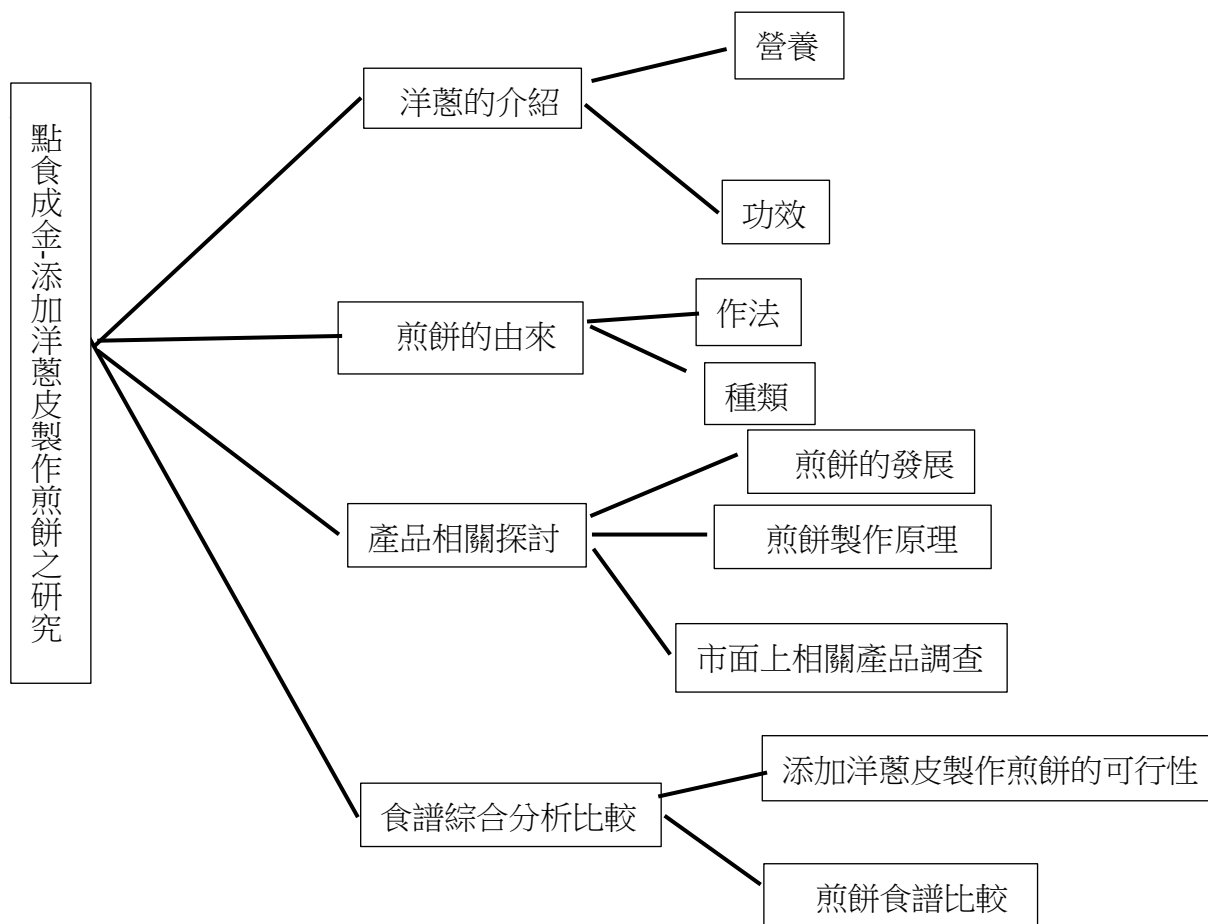 點食成金-添加洋蔥皮製作煎餅之研究
洋蔥的介紹
營養
功效
煎餅的由來
作法
種類
產品相關探討
煎餅的發展
煎餅製作原理
市面上相關產品調查
食譜綜合分析比較
添加洋蔥皮製作煎餅的可行性
煎餅食譜比較